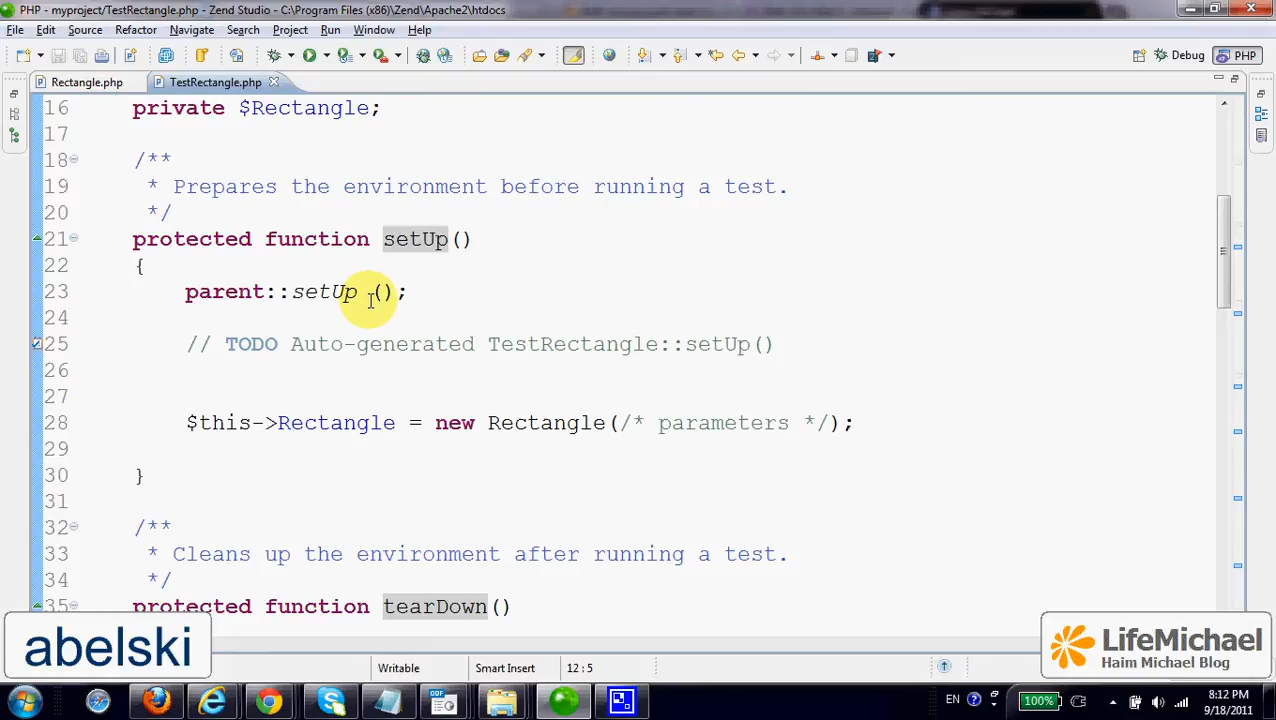 PHP - myproject/TestRectangle.php - Zend Studio - C:\Program Files (x86)\Zend\Apache2\htdocs
File Edit Source Refactor Navigate Search Project Run Window Help
Debug PHP
Rectangle.php TestRectangle.php
16 private $Rectangle;
17
18 /**
19 * Prepares the environment before running a test.
20 */
21 protected function setUp()
22 {
23 parent::setUp ();
24
25 // TODO Auto-generated TestRectangle::setUp()
26
27
28 $this->Rectangle = new Rectangle(/* parameters */);
29
30 }
31
32 /**
33 * Cleans up the environment after running a test.
34 */
35 protected function tearDown()
abelski
LifeMichael
Haim Michael Blog
Writable Smart Insert 12 : 5
EN 100% 8:12 PM
9/18/2011